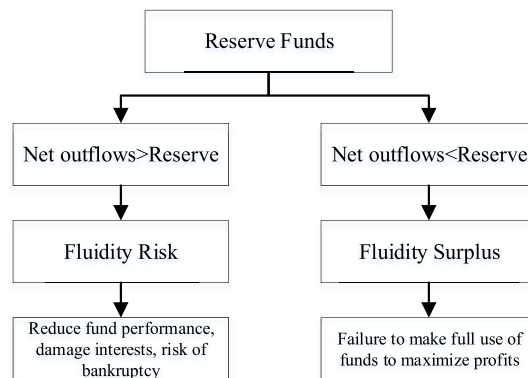 Reserve Funds
Net outflows>Reserve
Net outflows<Reserve
Fluidity Risk
Fluidity Surplus
Reduce fund performance,
damage interests, risk of
bankruptcy
Failure to make full use of
funds to maximize profits